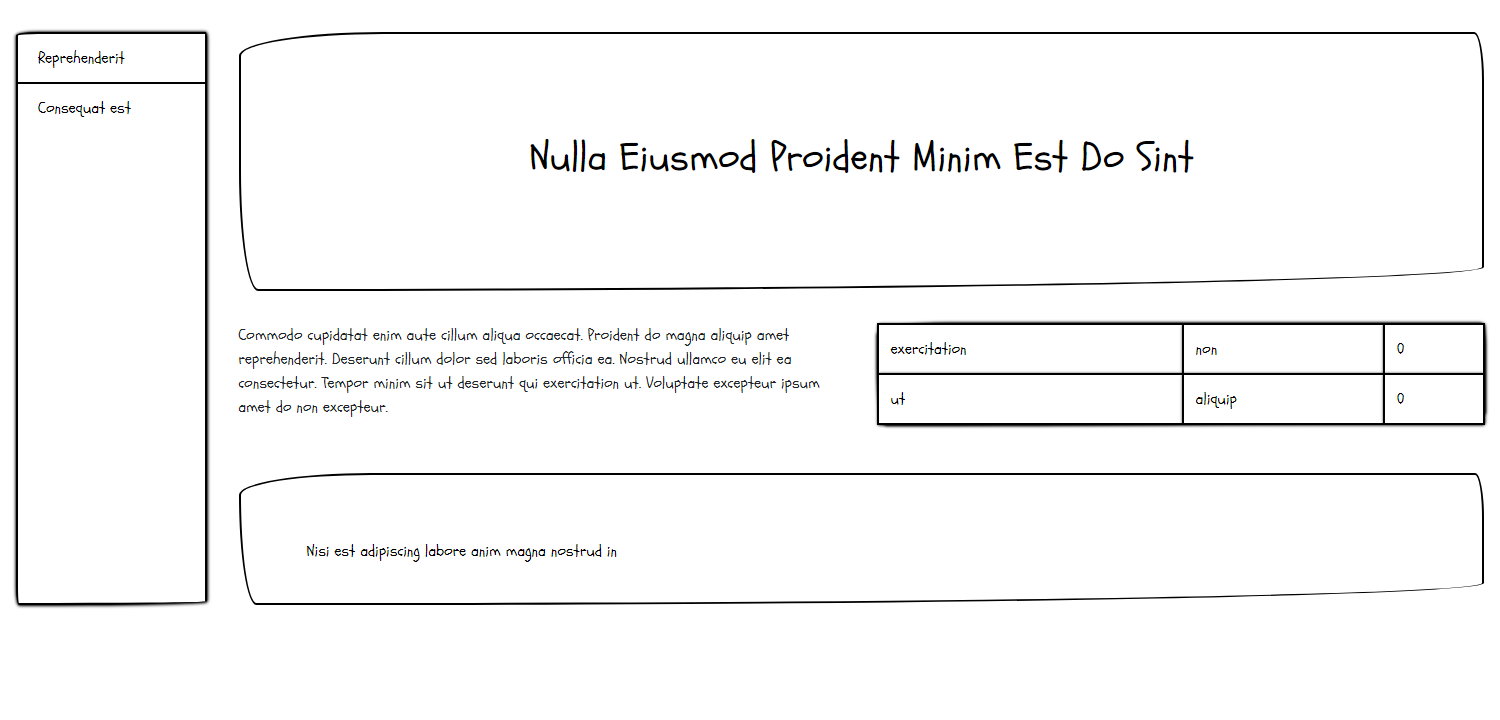 Reprehenderit
Consequat est
Nulla Eiusmod Proident Minim Est Do Sint
Commodo cupidatat enim aute cillum aliqua occaecat. Proident do magna aliquip amet
reprehenderit. Deserunt cillum dolor sed laboris officia ea. Nostrud ullamco eu elit ea
consectetur. Tempor minim sit ut deserunt qui exercitation ut. Voluptate excepteur ipsum
amet do non excepteur.
exercitation non 0
ut aliquip 0
Nisi est adipiscing labore anim magna nostrud in